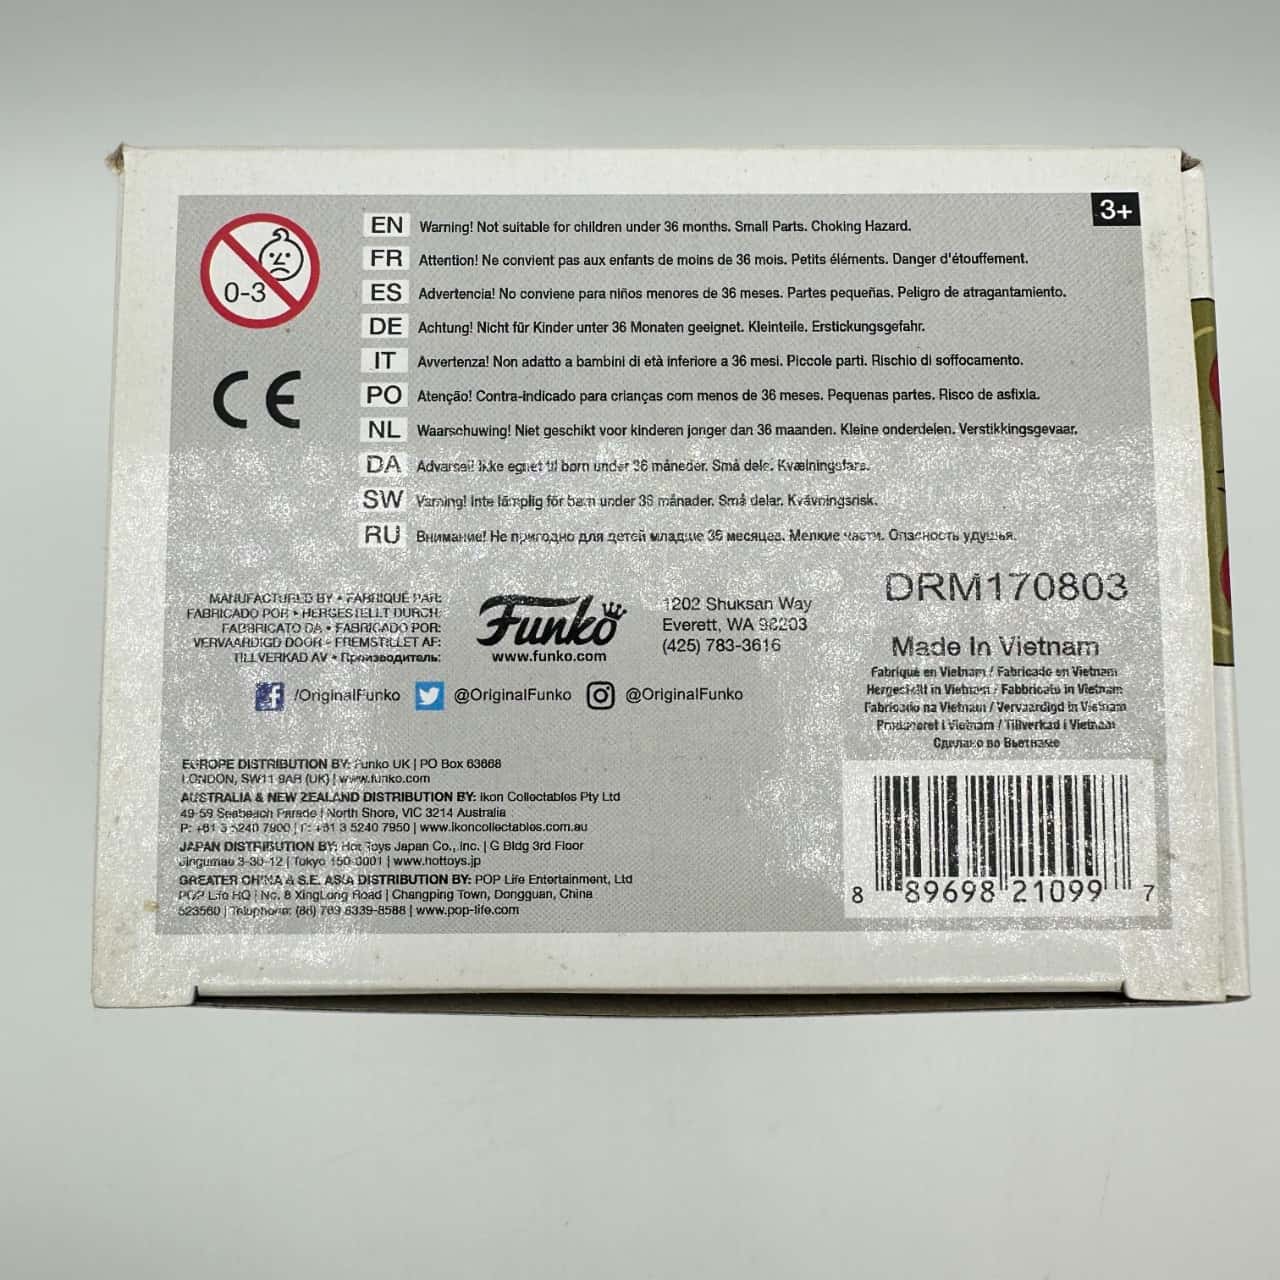 3+
0-3
CE
EN Warning! Not suitable for children under 36 months. Small Parts. Choking Hazard.
FR Attention! Ne convient pas aux enfants de moins de 36 mois. Petits éléments. Danger d'étouffement.
ES Advertencia! No conviene para niños menores de 36 meses. Partes pequeñas. Peligro de atragantamiento.
DE Achtung! Nicht für Kinder unter 36 Monaten geeignet. Kleinteile. Erstickungsgefahr.
IT Avvertenza! Non adatto a bambini di età inferiore a 36 mesi. Piccole parti. Rischio di soffocamento.
PO Atenção! Contra-indicado para crianças com menos de 36 meses. Pequenas partes. Risco de asfixia.
NL Waarschuwing! Niet geschikt voor kinderen jonger dan 36 maanden. Kleine onderdelen. Verstikkingsgevaar.
DA Advarsel! Ikke egnet til børn under 36 måneder. Små dele. Kvælningsfare.
SW Varning! Inte lämplig för barn under 36 månader. Små delar. Kvävningsrisk.
RU Внимание! Не пригодно для детей младше 36 месяцев. Мелкие части. Опасность удушья.
MANUFACTURED BY • FABRIQUÉ PAR:
FABRICADO POR • HERGESTELLT DURCH:
FABBRICATO DA • FABRICADO POR:
VERVAARDIGD DOOR • FREMSTILLET AF:
TILLVERKAD AV • Производитель:
Funko
www.funko.com
1202 Shuksan Way
Everett, WA 98203
(425) 783-3616
/OriginalFunko @OriginalFunko @OriginalFunko
DRM170803
Made In Vietnam
Fabriqué en Vietnam / Fabricado en Vietnam
Hergestellt in Vietnam / Fabbricato in Vietnam
Fabricado na Vietnam / Vervaardigd in Vietnam
Produceret i Vietnam / Tillverkad i Vietnam
Сделано во Вьетнаме
EUROPE DISTRIBUTION BY: Funko UK | PO Box 63668
LONDON, SW11 9AR (UK) | www.funko.com
AUSTRALIA & NEW ZEALAND DISTRIBUTION BY: Ikon Collectables Pty Ltd
49-59 Seabeach Parade | North Shore, VIC 3214 Australia
P: +61 3 5240 7900 | F: +61 3 5240 7950 | www.ikoncollectables.com.au
JAPAN DISTRIBUTION BY: Hot Toys Japan Co., Inc. | G Bldg 3rd Floor
Jingumae 3-30-12 | Tokyo 150-0001 | www.hottoys.jp
GREATER CHINA & S.E. ASIA DISTRIBUTION BY: POP Life Entertainment, Ltd
POP Life HQ | No. 8 XingLong Road | Changping Town, Dongguan, China
523560 | Telephone: (86) 769 8339-8588 | www.pop-life.com
8 89698 21099 7